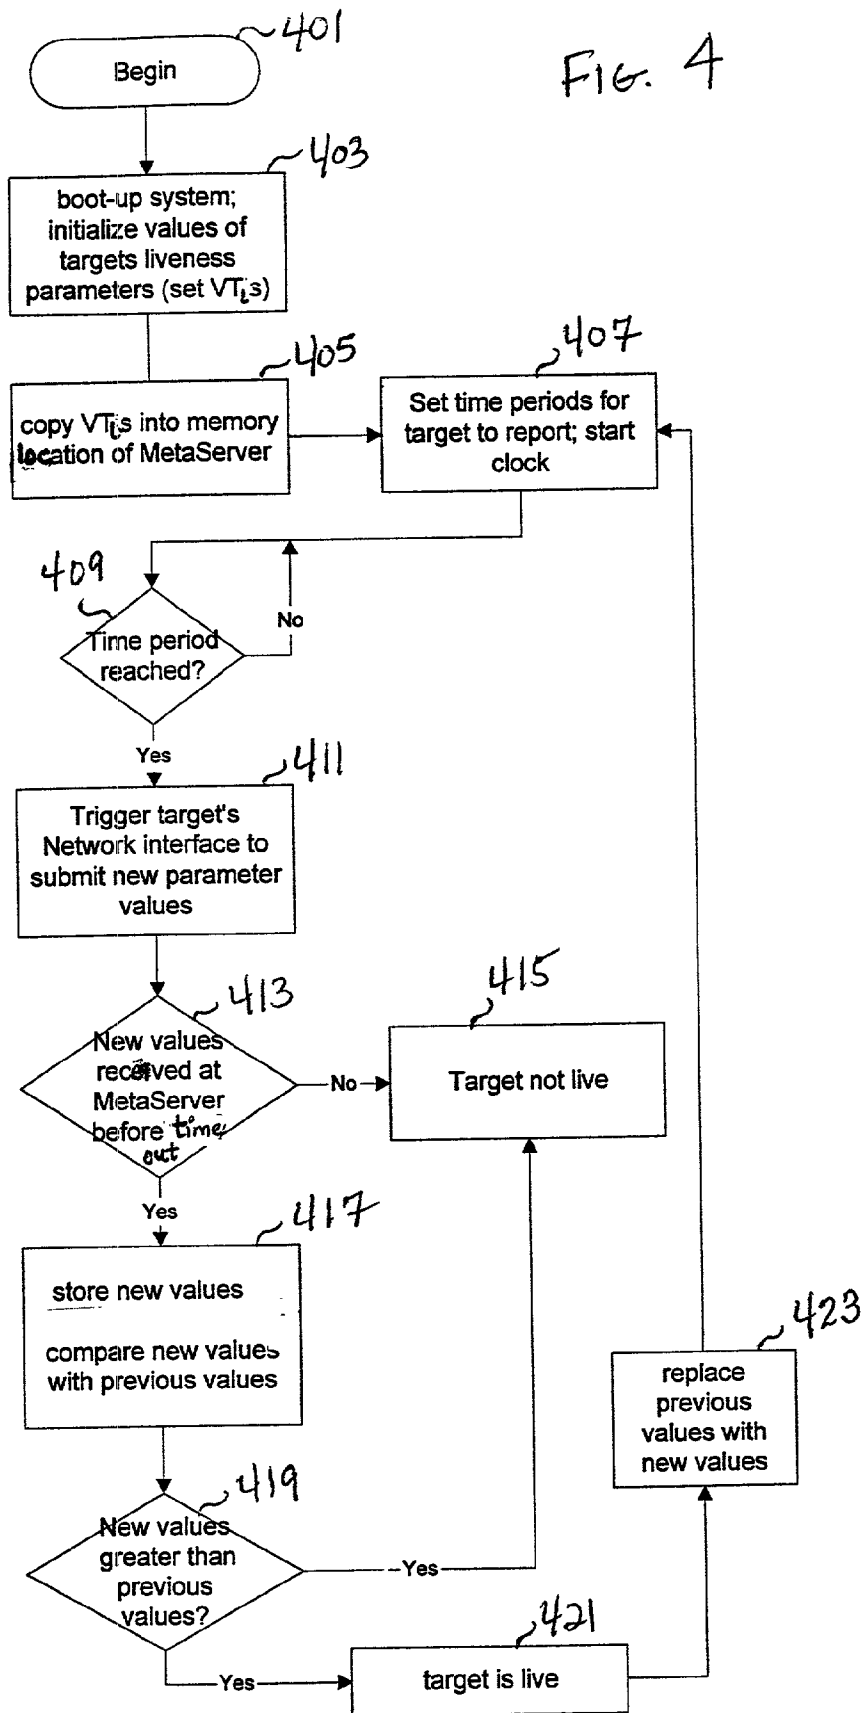 401
Begin
FIG. 4
403
boot-up system;
initialize values of
targets liveness
parameters (set VTis)
405
copy VTis into memory
location of MetaServer
407
Set time periods for
target to report; start
clock
409
Time period
reached?
No
Yes
411
Trigger target's
Network interface to
submit new parameter
values
413
New values
received at
MetaServer
before time
out
No
415
Target not live
Yes
417
store new values
compare new values
with previous values
423
replace
previous
values with
new values
419
New values
greater than
previous
values?
Yes
421
Yes
target is live